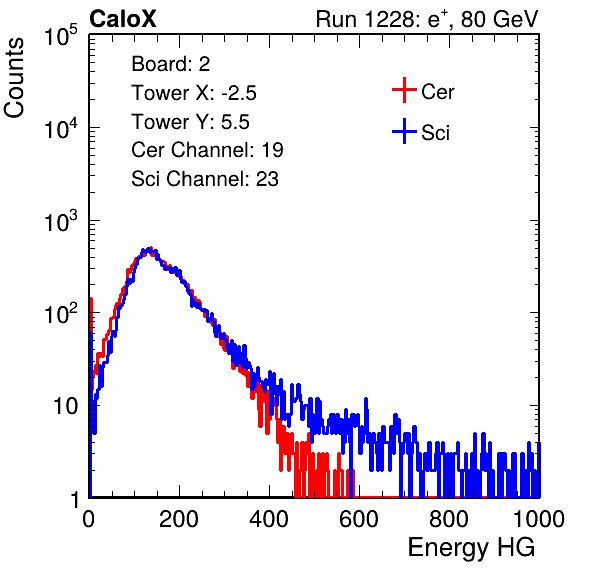 CaloX Run 1228: e⁺, 80 GeV
Counts
10⁵
10⁴
10³
10²
10
1
Board: 2
Tower X: -2.5
Tower Y: 5.5
Cer Channel: 19
Sci Channel: 23
Cer
Sci
0 200 400 600 800 1000
Energy HG